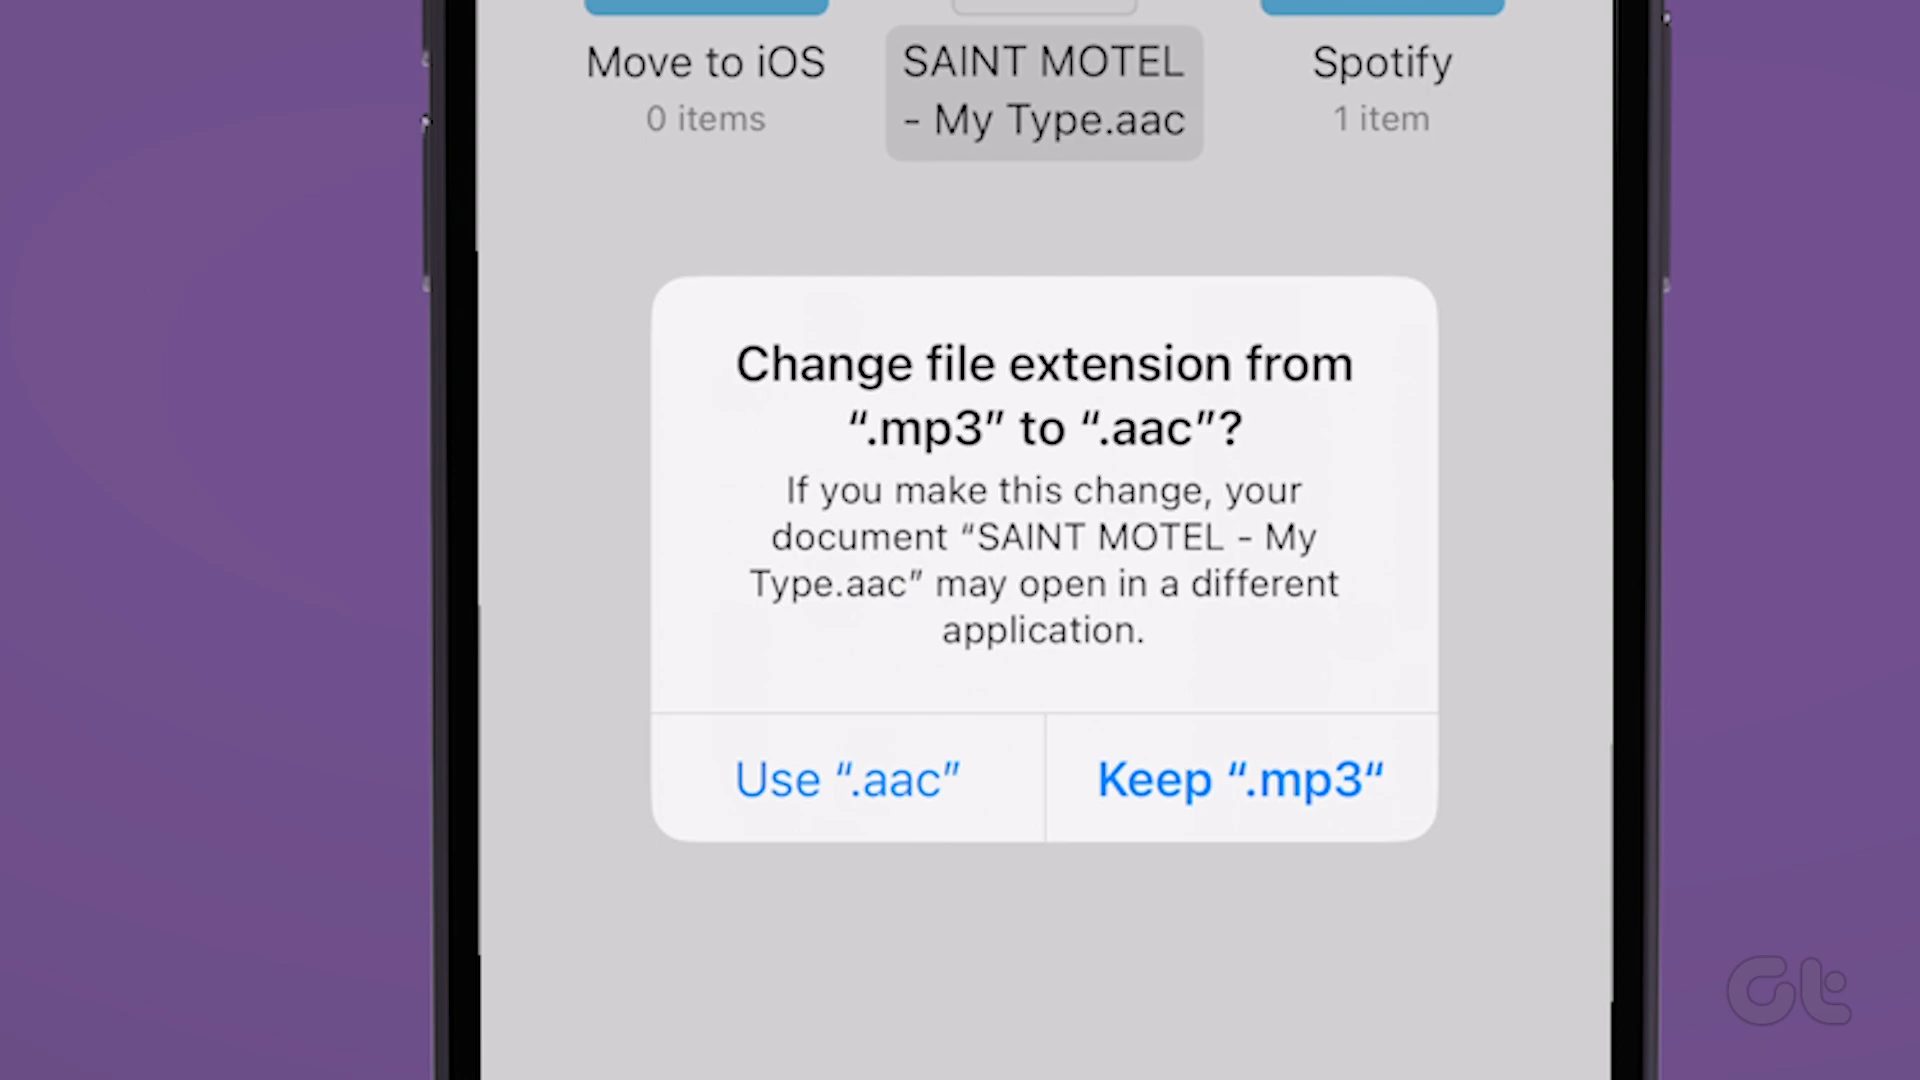 Move to iOS
0 items
SAINT MOTEL
- My Type.aac
Spotify
1 item
Change file extension from
“.mp3” to “.aac”?
If you make this change, your
document “SAINT MOTEL - My
Type.aac” may open in a different
application.
Use “.aac”
Keep “.mp3“
Gt